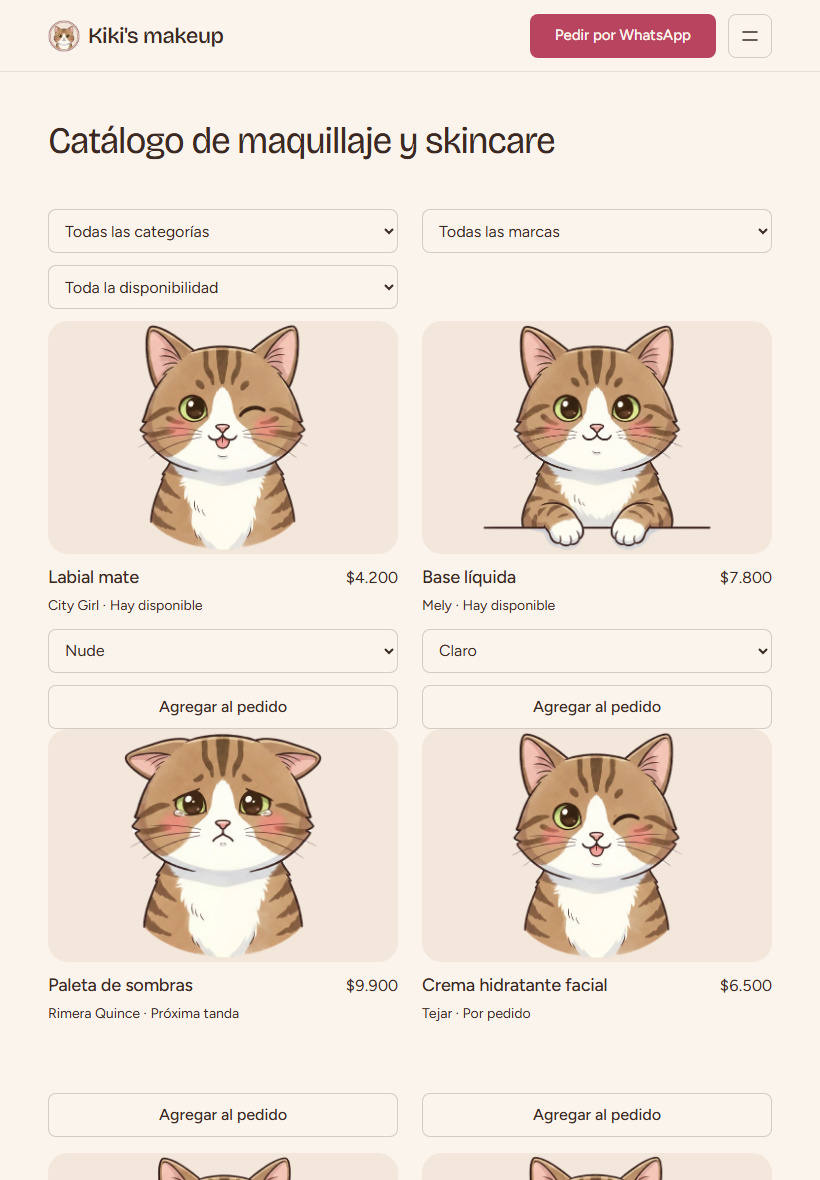 Kiki's makeup
Pedir por WhatsApp
Catálogo de maquillaje y skincare
Todas las categorías
Todas las marcas
Toda la disponibilidad
Labial mate
$4.200
City Girl · Hay disponible
Nude
Agregar al pedido
Base líquida
$7.800
Mely · Hay disponible
Claro
Agregar al pedido
Paleta de sombras
$9.900
Rimera Quince · Próxima tanda
Agregar al pedido
Crema hidratante facial
$6.500
Tejar · Por pedido
Agregar al pedido